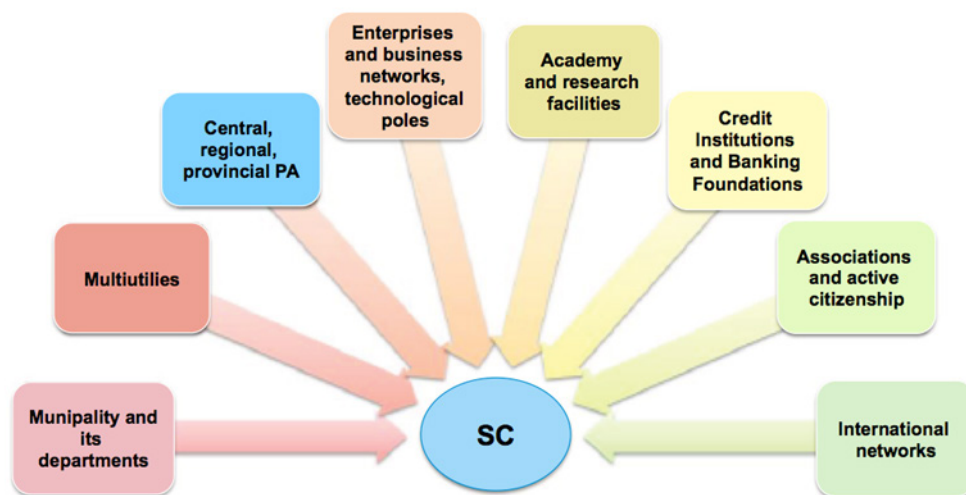 Enterprises
and business
networks,
technological
poles
Academy
and research
facilities
Central,
regional,
provincial PA
Credit
Institutions
and Banking
Foundations
Multiutilies
Associations
and active
citizenship
Munipality and
its
departments
SC
International
networks